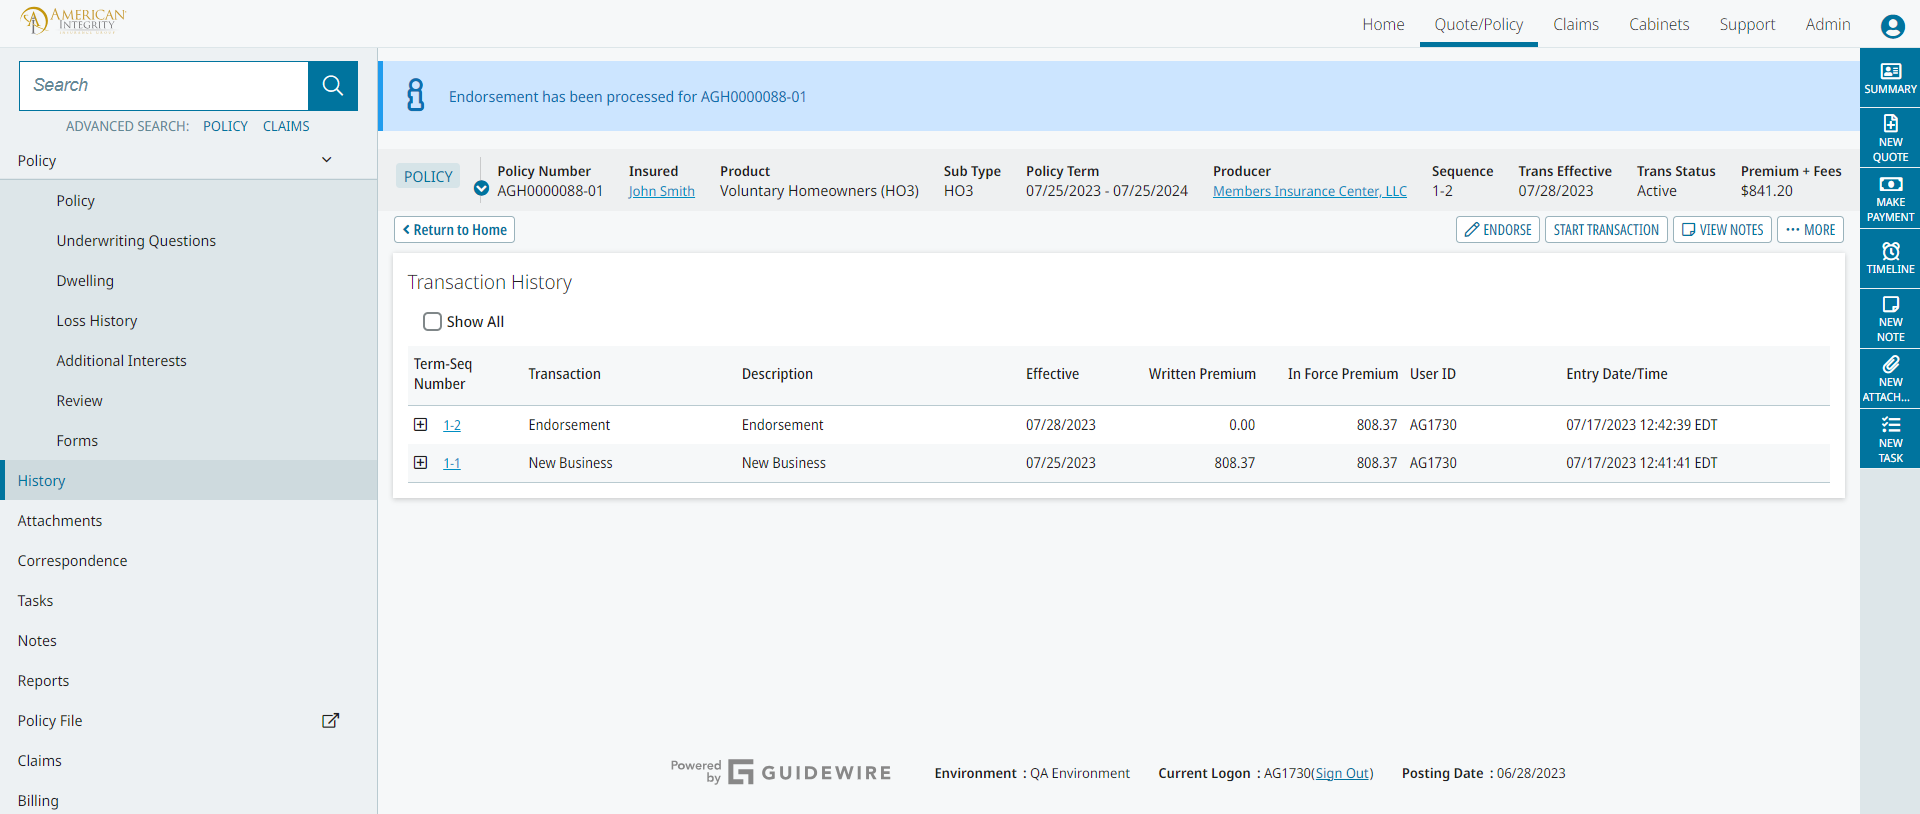 AMERICAN
INTEGRITY
Home Quote/Policy Claims Cabinets Support Admin
Search
ADVANCED SEARCH: POLICY CLAIMS
Policy
Policy
Underwriting Questions
Dwelling
Loss History
Additional Interests
Review
Forms
History
Attachments
Correspondence
Tasks
Notes
Reports
Policy File
Claims
Billing
Endorsement has been processed for AGH0000088-01
POLICY
Policy Number Insured Product Sub Type Policy Term Producer Sequence Trans Effective Trans Status Premium + Fees
AGH0000088-01 John Smith Voluntary Homeowners (HO3) HO3 07/25/2023 - 07/25/2024 Members Insurance Center, LLC 1-2 07/28/2023 Active $841.20
Return to Home
ENDORSE START TRANSACTION VIEW NOTES ··· MORE
Transaction History
Show All
Term-Seq
Number Transaction Description Effective Written Premium In Force Premium User ID Entry Date/Time
1-2 Endorsement Endorsement 07/28/2023 0.00 808.37 AG1730 07/17/2023 12:42:39 EDT
1-1 New Business New Business 07/25/2023 808.37 808.37 AG1730 07/17/2023 12:41:41 EDT
SUMMARY
NEW
QUOTE
MAKE
PAYMENT
TIMELINE
NEW
NOTE
NEW
ATTACH...
NEW
TASK
Powered
by GUIDEWIRE
Environment : QA Environment Current Logon : AG1730(Sign Out) Posting Date : 06/28/2023